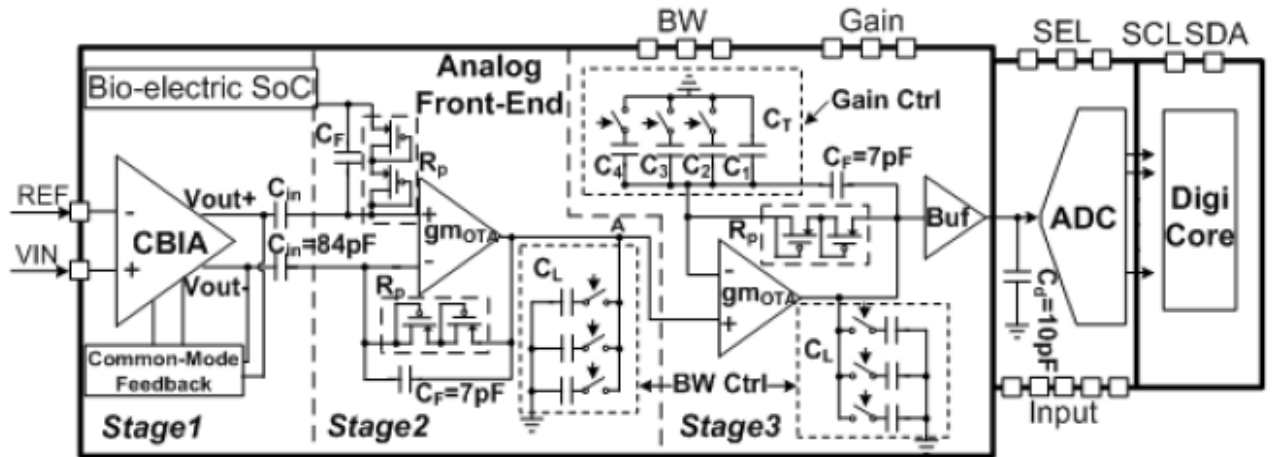 BW
Gain
SEL
SCL SDA
Bio-electric SoC
Analog
Front-End
Gain Ctrl
C_F
R_p
C_T
C_4 C_3 C_2 C_1
C_F=7pF
REF
VIN
-
+
CBIA
Vout+
Vout-
C_in
C_in=84pF
+
-
gm_OTA
R_p
C_F=7pF
A
C_L
R_p
-
+
gm_OTA
Buf
C_L
C_d=10pF
ADC
Digi
Core
Common-Mode
Feedback
BW Ctrl
Input
Stage1
Stage2
Stage3